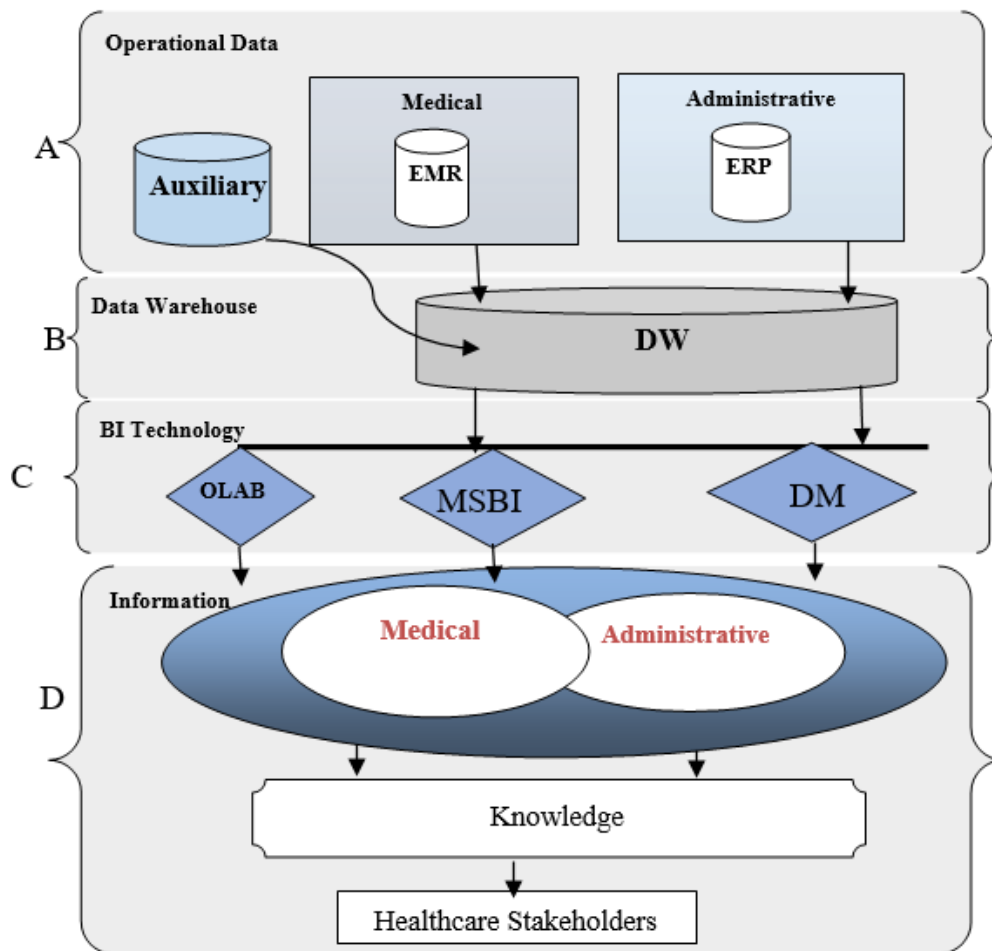 Operational Data
Medical
Administrative
A
Auxiliary
EMR
ERP
Data Warehouse
B
DW
BI Technology
C
OLAB
MSBI
DM
Information
Medical
Administrative
D
Knowledge
Healthcare Stakeholders